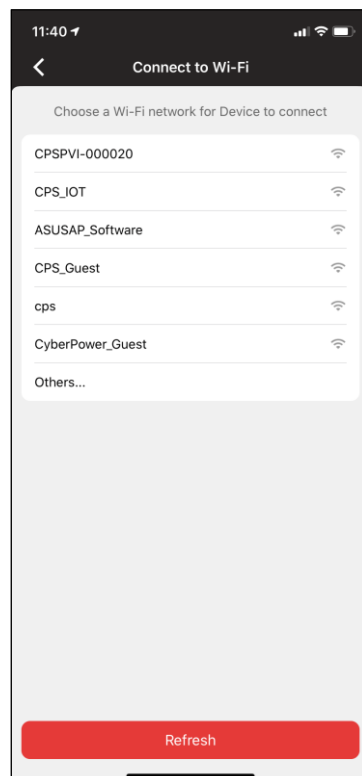 11:40
Connect to Wi-Fi
Choose a Wi-Fi network for Device to connect
CPSPVI-000020
CPS_IOT
ASUSAP_Software
CPS_Guest
cps
CyberPower_Guest
Others...
Refresh